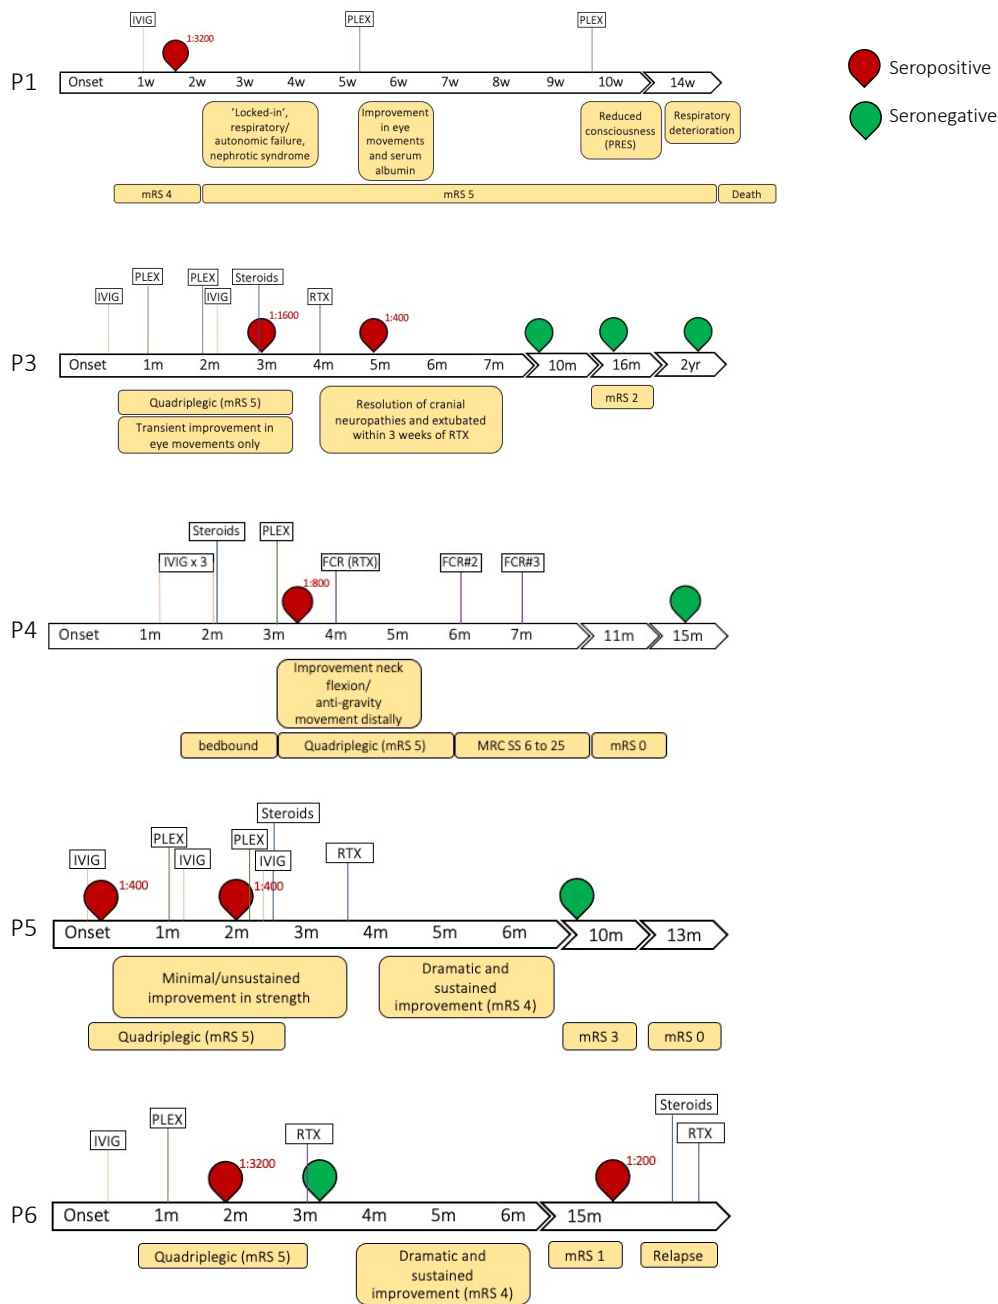 IVIG
PLEX
PLEX
1:3200
Seropositive
P1
Onset 1w 2w 3w 4w 5w 6w 7w 8w 9w 10w 14w
Seronegative
'Locked-in',
respiratory/
autonomic failure,
nephrotic syndrome
Improvement
in eye
movements
and serum
albumin
Reduced
consciousness
(PRES)
Respiratory
deterioration
mRS 4
mRS 5
Death
IVIG
PLEX
PLEX
IVIG
Steroids
RTX
1:1600
1:400
P3
Onset 1m 2m 3m 4m 5m 6m 7m 10m 16m 2yr
Quadriplegic (mRS 5)
Transient improvement in
eye movements only
Resolution of cranial
neuropathies and extubated
within 3 weeks of RTX
mRS 2
Steroids
PLEX
IVIG x 3
FCR (RTX)
FCR#2
FCR#3
1:800
P4
Onset 1m 2m 3m 4m 5m 6m 7m 11m 15m
Improvement neck
flexion/
anti-gravity
movement distally
bedbound
Quadriplegic (mRS 5)
MRC SS 6 to 25
mRS 0
Steroids
PLEX
PLEX
IVIG
IVIG
IVIG
RTX
1:400
1:400
P5
Onset 1m 2m 3m 4m 5m 6m 10m 13m
Minimal/unsustained
improvement in strength
Dramatic and
sustained
improvement (mRS 4)
Quadriplegic (mRS 5)
mRS 3
mRS 0
Steroids
PLEX
IVIG
RTX
RTX
1:3200
1:200
P6
Onset 1m 2m 3m 4m 5m 6m 15m
Quadriplegic (mRS 5)
Dramatic and
sustained
improvement (mRS 4)
mRS 1
Relapse